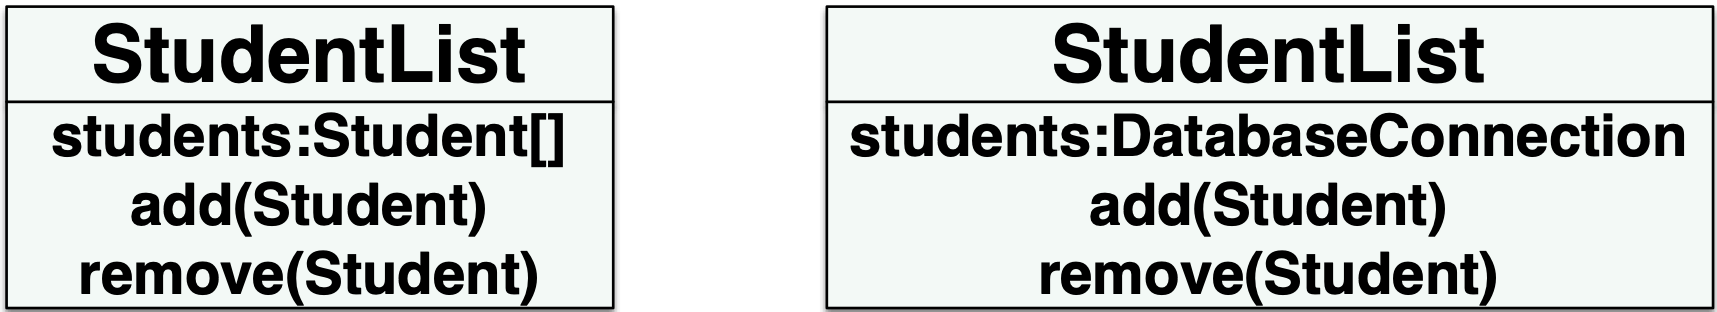 StudentList
students:Student[]
add(Student)
remove(Student)
StudentList
students:DatabaseConnection
add(Student)
remove(Student)